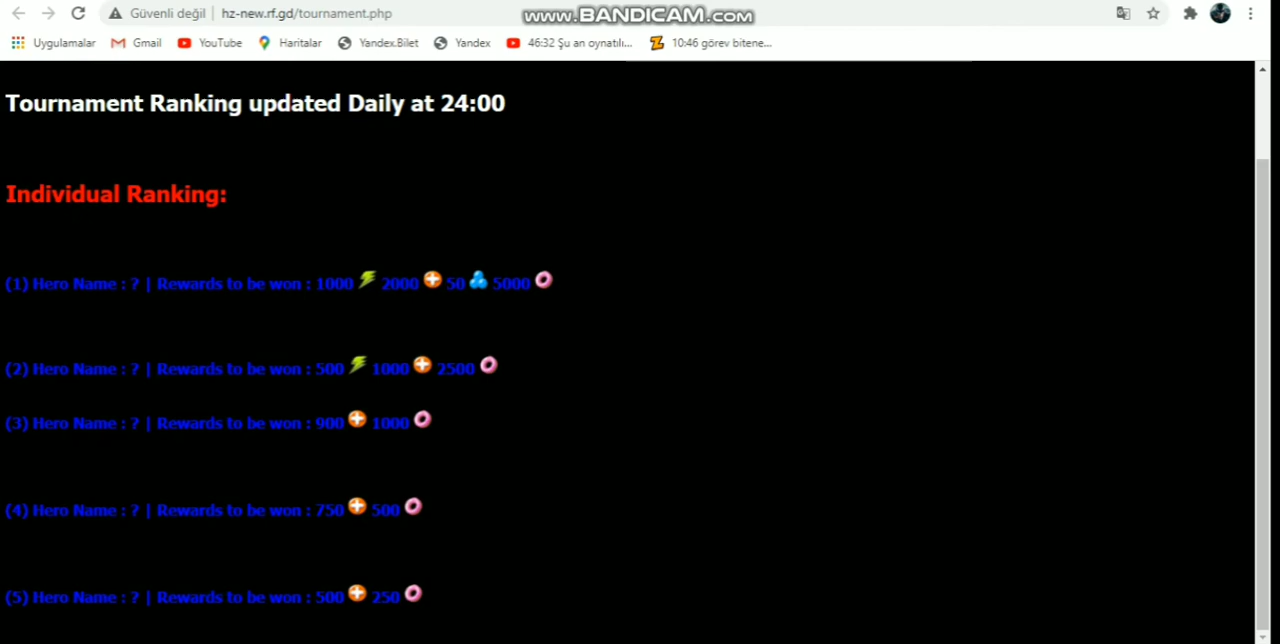 Güvenli değil | hz-new.rf.gd/tournament.php
www.BANDICAM.com
Uygulamalar Gmail YouTube Haritalar Yandex.Bilet Yandex 46:32 Şu an oynatılı... 10:46 görev bitene...
Tournament Ranking updated Daily at 24:00
Individual Ranking:
(1) Hero Name : ? | Rewards to be won : 1000 2000 50 5000
(2) Hero Name : ? | Rewards to be won : 500 1000 2500
(3) Hero Name : ? | Rewards to be won : 900 1000
(4) Hero Name : ? | Rewards to be won : 750 500
(5) Hero Name : ? | Rewards to be won : 500 250